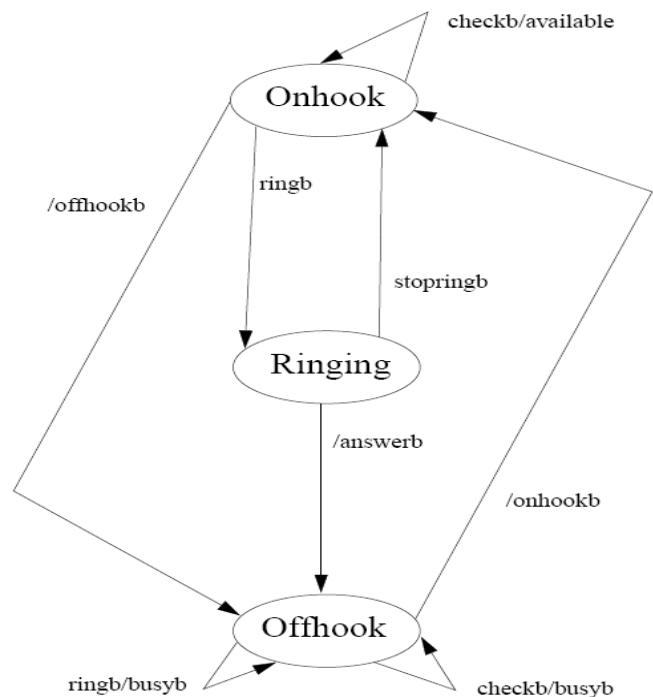 checkb/available
Onhook
ringb
/offhookb
stopringb
Ringing
/answerb
/onhookb
Offhook
ringb/busyb
checkb/busyb